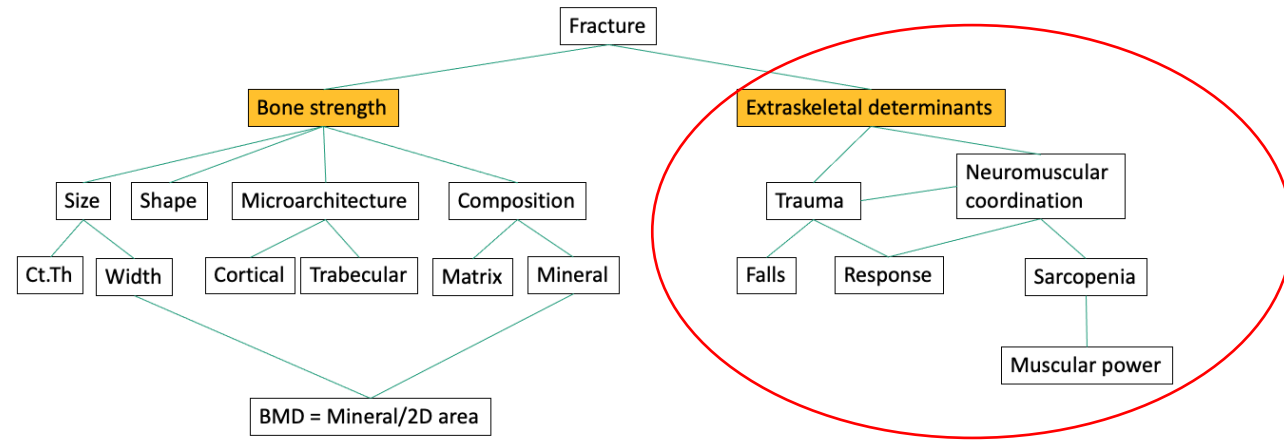 Fracture
Bone strength
Extraskeletal determinants
Size
Shape
Microarchitecture
Composition
Trauma
Neuromuscular
coordination
Ct.Th
Width
Cortical
Trabecular
Matrix
Mineral
Falls
Response
Sarcopenia
Muscular power
BMD = Mineral/2D area